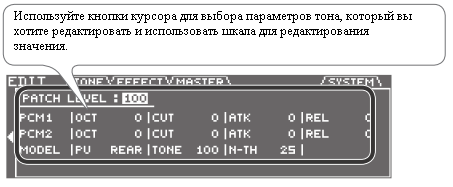 Используйте кнопки курсора для выбора параметров тона, который вы
хотите редактировать и использовать шкала для редактирования
значения.
EDIT ZONE\/EFFECT\/MASTER\ /SYSTEM\
PATCH LEVEL : 100
PCM1 |OCT 0 |CUT 0 |ATK 0 |REL 0
PCM2 |OCT 0 |CUT 0 |ATK 0 |REL 0
MODEL |PU REAR |TONE 100 |N-TH 25 |